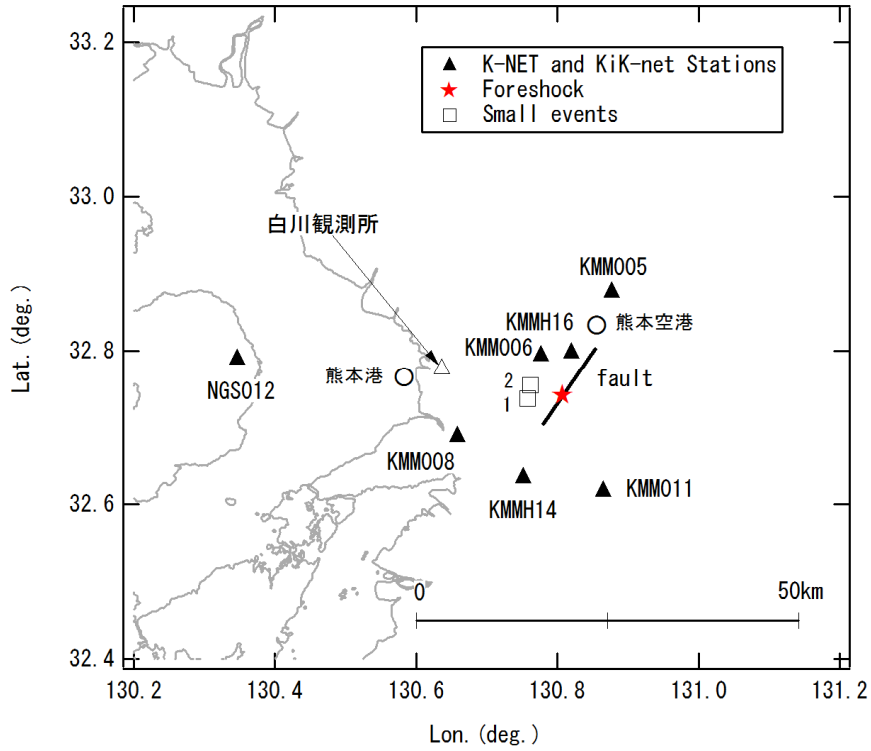 33.2
K-NET and KiK-net Stations
Foreshock
Small events
33.0
白川観測所
KMM005
KMMH16
熊本空港
Lat. (deg.)
32.8
KMM006
熊本港
2
fault
NGS012
1
KMM008
32.6
KMMH14
KMM011
0
50km
32.4
130.2
130.4
130.6
130.8
131.0
131.2
Lon. (deg.)